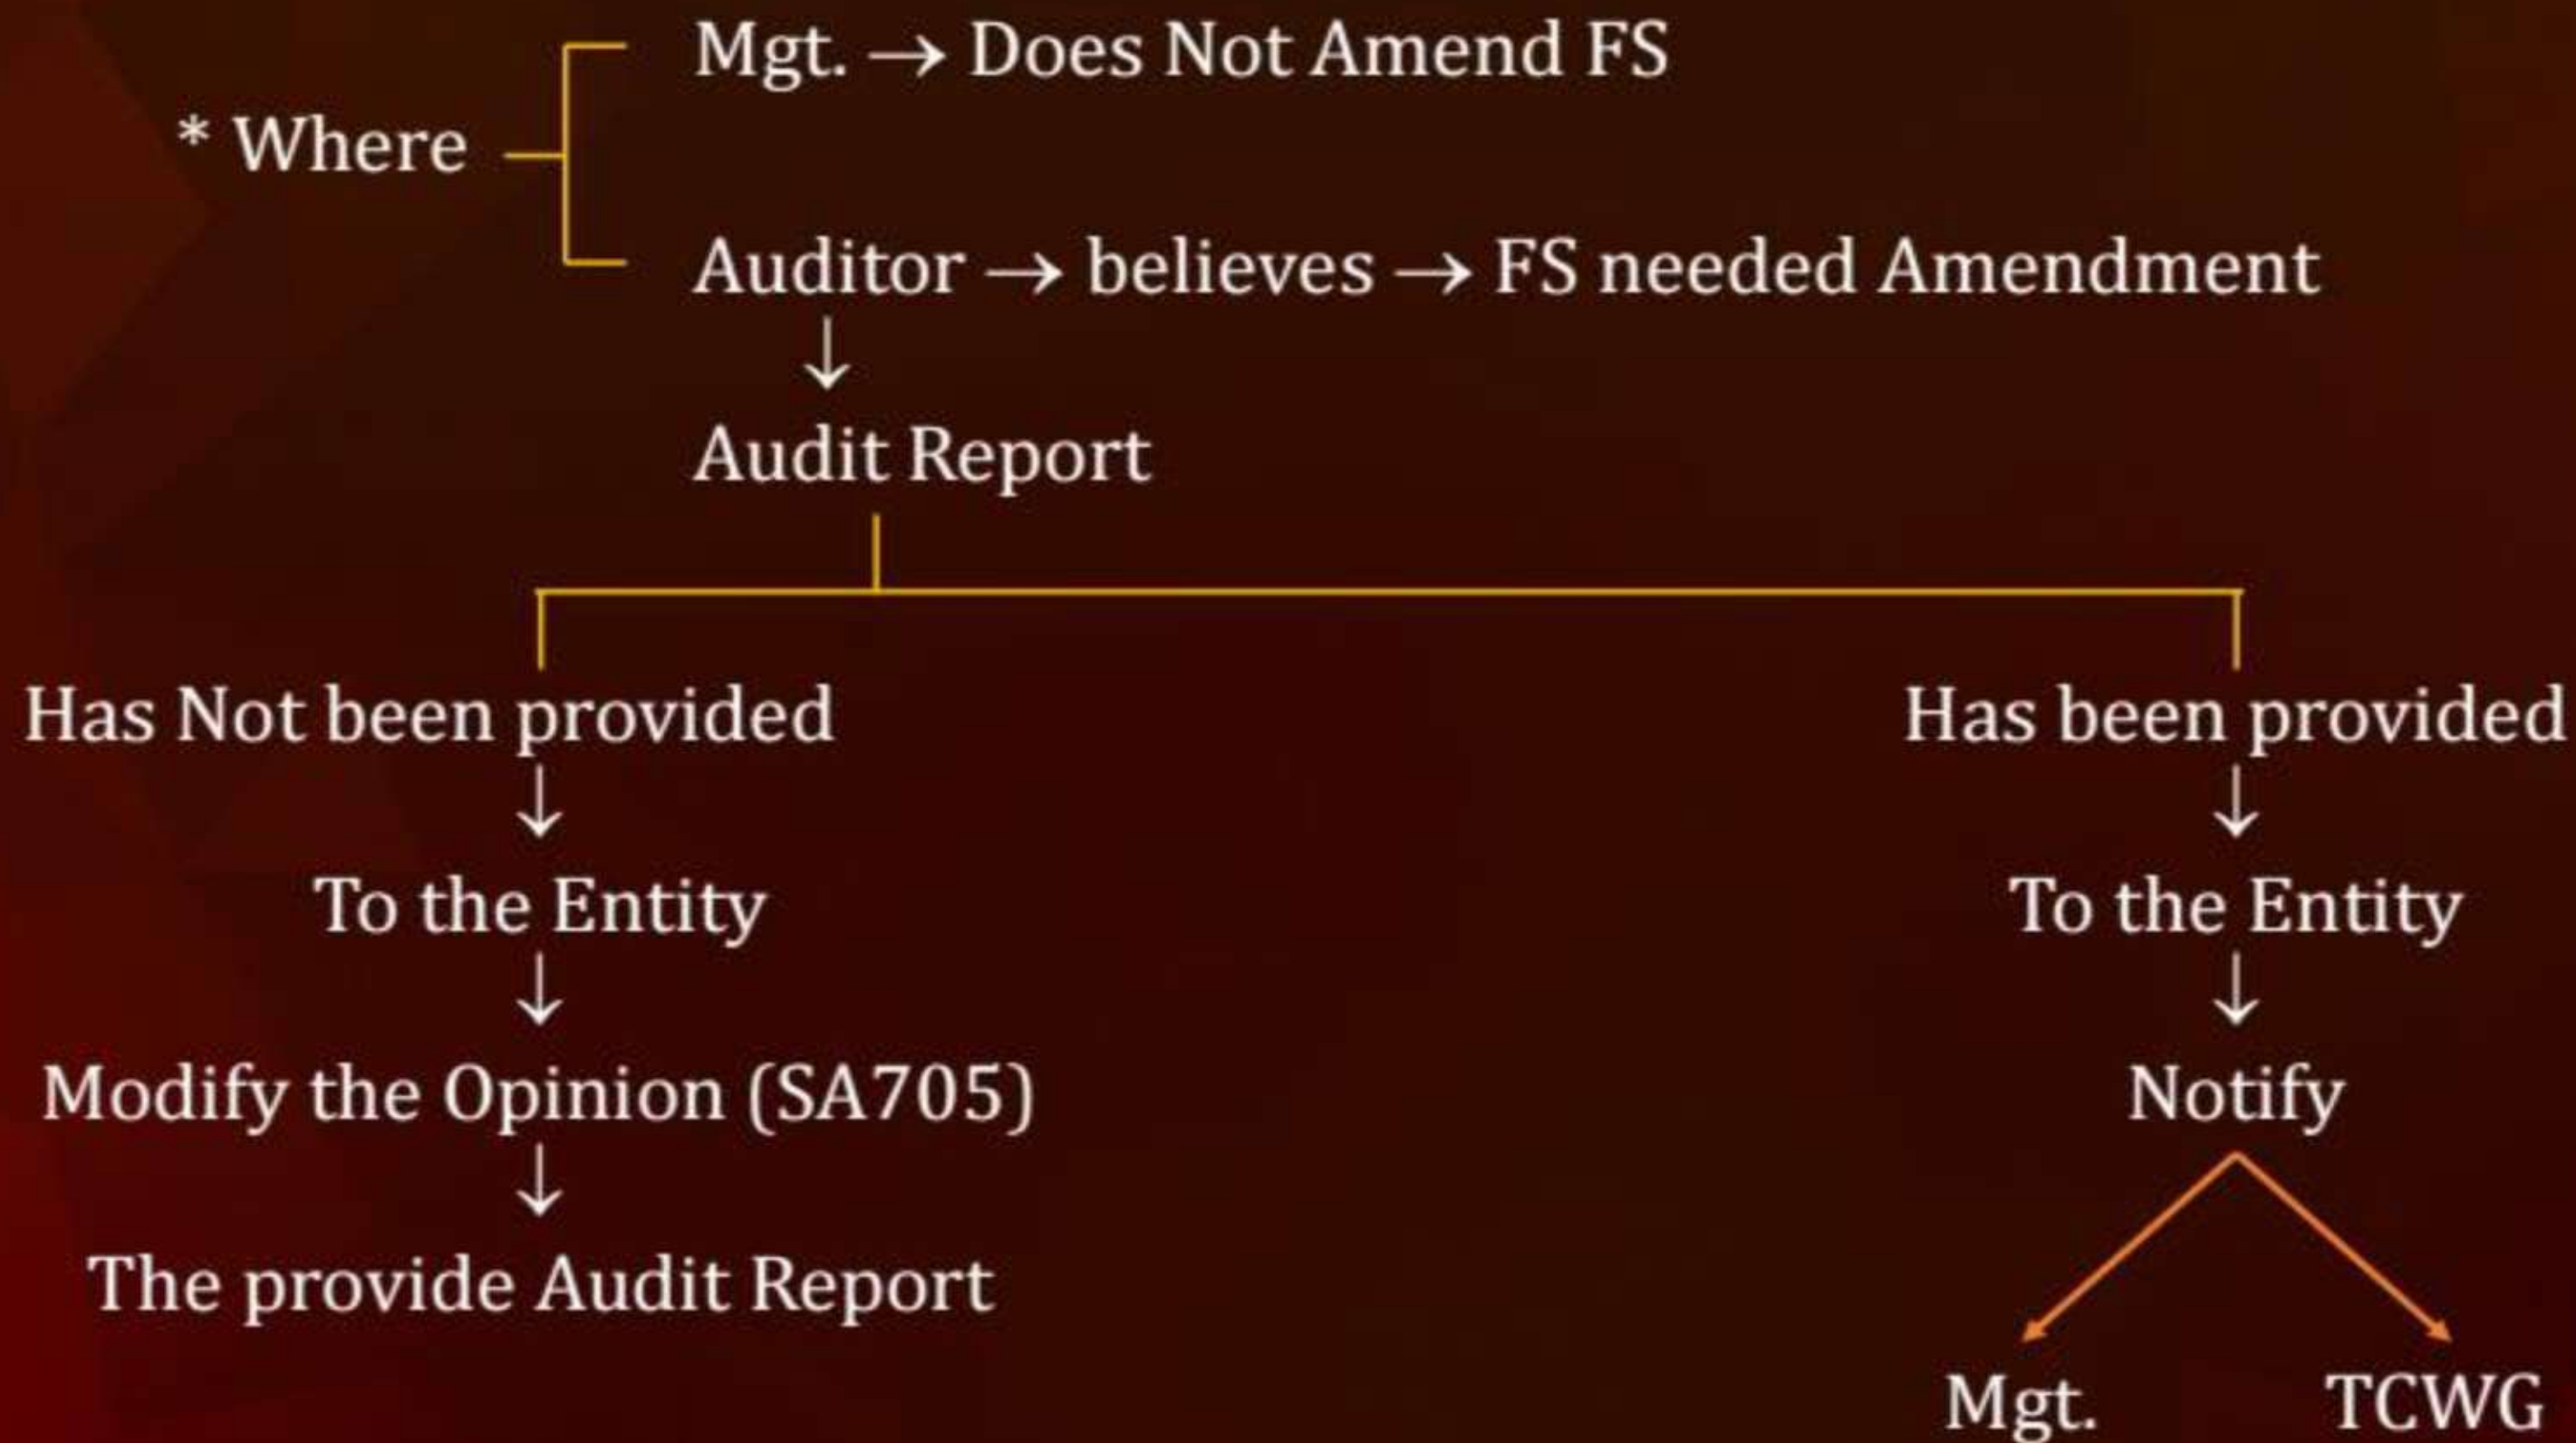 Mgt. → Does Not Amend FS
* Where
Auditor → believes → FS needed Amendment
↓
Audit Report
Has Not been provided
Has been provided
↓ ↓
To the Entity
To the Entity
↓ ↓
Modify the Opinion (SA705)
Notify
↓
The provide Audit Report
Mgt.
TCWG